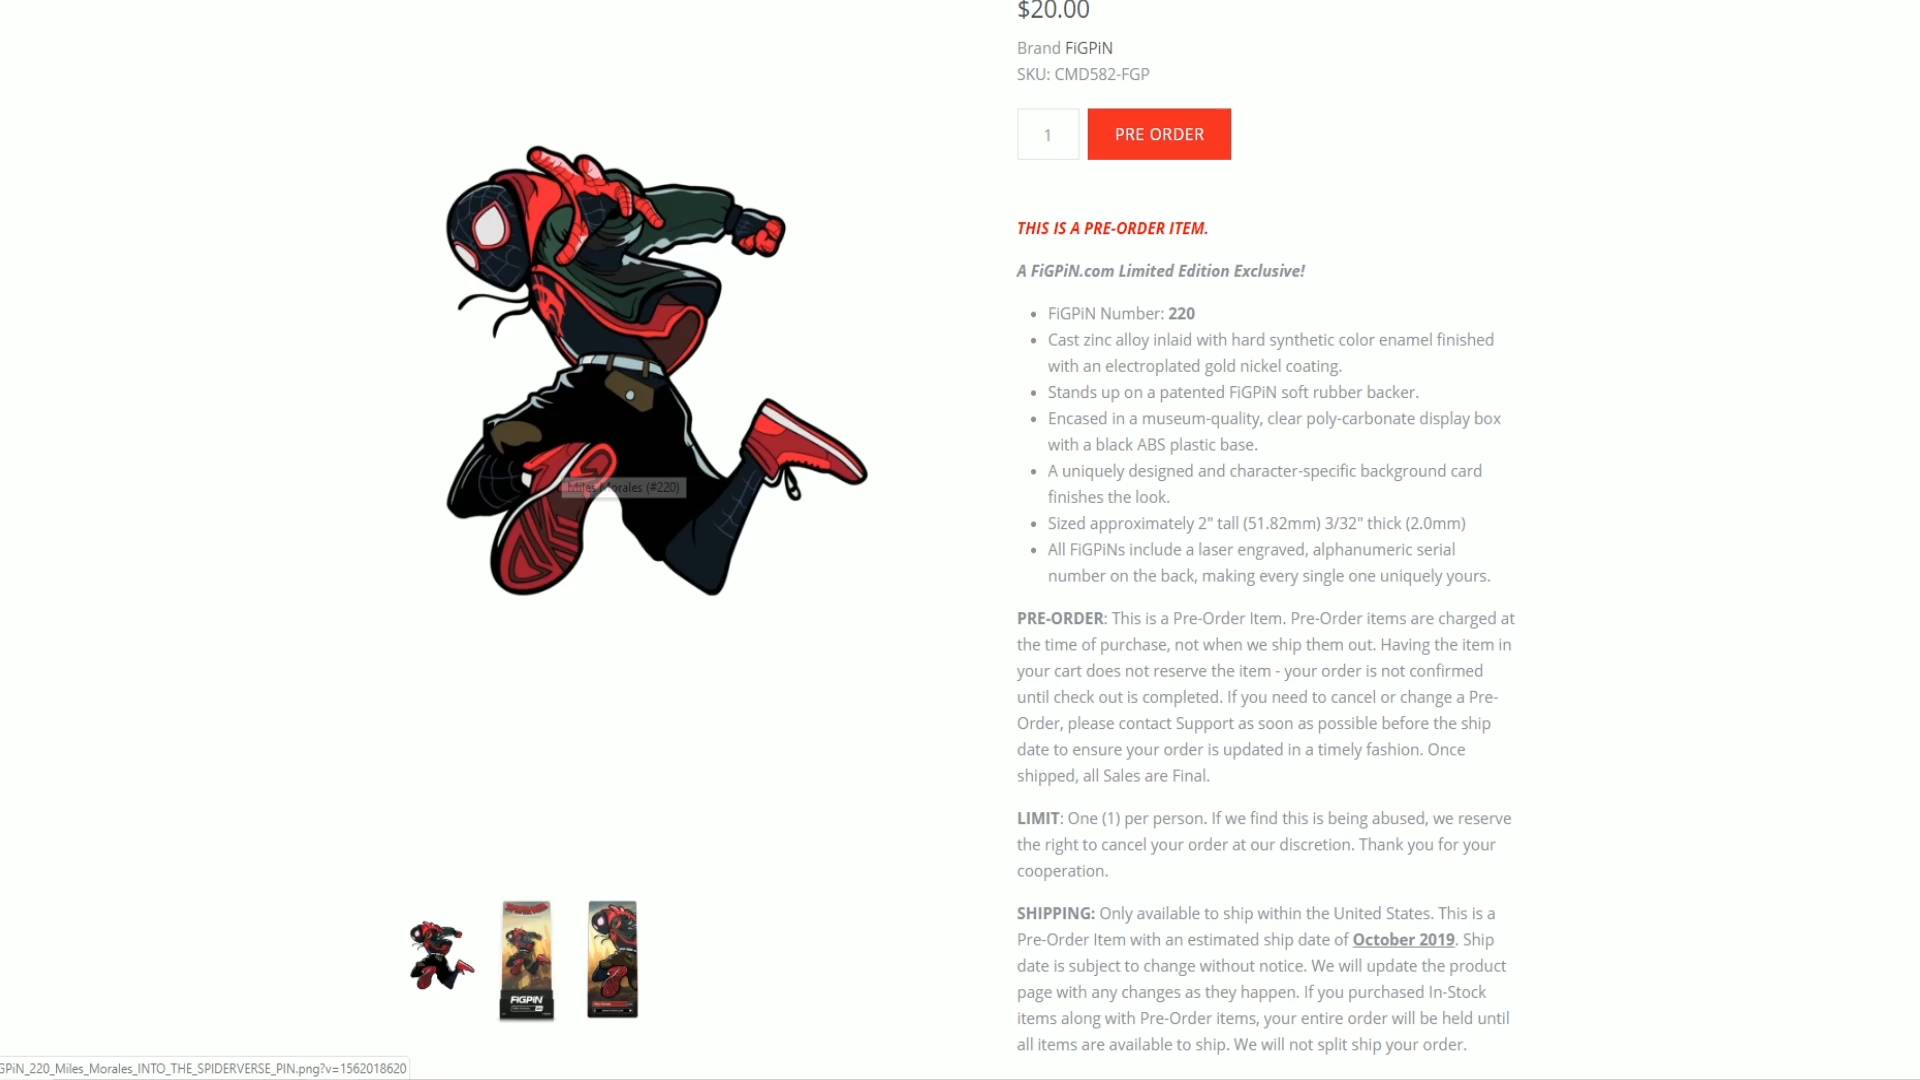 $20.00
Brand FiGPiN
SKU: CMD582-FGP
1
PRE ORDER
THIS IS A PRE-ORDER ITEM.
A FiGPiN.com Limited Edition Exclusive!
FiGPiN Number: 220
Cast zinc alloy inlaid with hard synthetic color enamel finished
with an electroplated gold nickel coating.
Stands up on a patented FiGPiN soft rubber backer.
Encased in a museum-quality, clear poly-carbonate display box
with a black ABS plastic base.
A uniquely designed and character-specific background card
finishes the look.
Sized approximately 2" tall (51.82mm) 3/32" thick (2.0mm)
All FiGPiNs include a laser engraved, alphanumeric serial
number on the back, making every single one uniquely yours.
PRE-ORDER: This is a Pre-Order Item. Pre-Order items are charged at
the time of purchase, not when we ship them out. Having the item in
your cart does not reserve the item - your order is not confirmed
until check out is completed. If you need to cancel or change a Pre-
Order, please contact Support as soon as possible before the ship
date to ensure your order is updated in a timely fashion. Once
shipped, all Sales are Final.
LIMIT: One (1) per person. If we find this is being abused, we reserve
the right to cancel your order at our discretion. Thank you for your
cooperation.
SHIPPING: Only available to ship within the United States. This is a
Pre-Order Item with an estimated ship date of October 2019. Ship
date is subject to change without notice. We will update the product
page with any changes as they happen. If you purchased In-Stock
items along with Pre-Order items, your entire order will be held until
all items are available to ship. We will not split ship your order.
Miles Morales (#220)
FiGPiN
GPiN_220_Miles_Morales_INTO_THE_SPIDERVERSE_PIN.png?v=1562018620